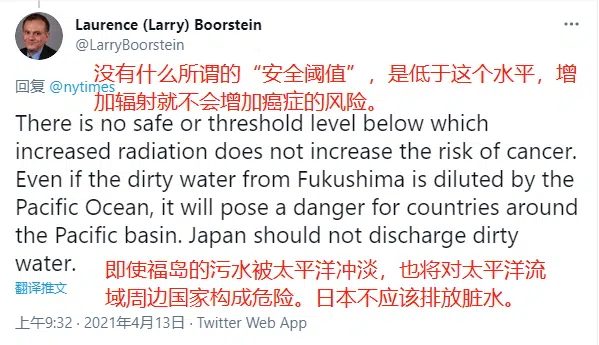 Laurence (Larry) Boorstein
@LarryBoorstein
没有什么所谓的“安全阈值”，是低于这个水平，增
回复 @nytimes
加辐射就不会增加癌症的风险。
There is no safe or threshold level below which
increased radiation does not increase the risk of cancer.
Even if the dirty water from Fukushima is diluted by the
Pacific Ocean, it will pose a danger for countries around
the Pacific basin. Japan should not discharge dirty
water.
即使福岛的污水被太平洋冲淡，也将对太平洋流
翻译推文
域周边国家构成危险。日本不应该排放脏水。
上午9:32 · 2021年4月13日 · Twitter Web App